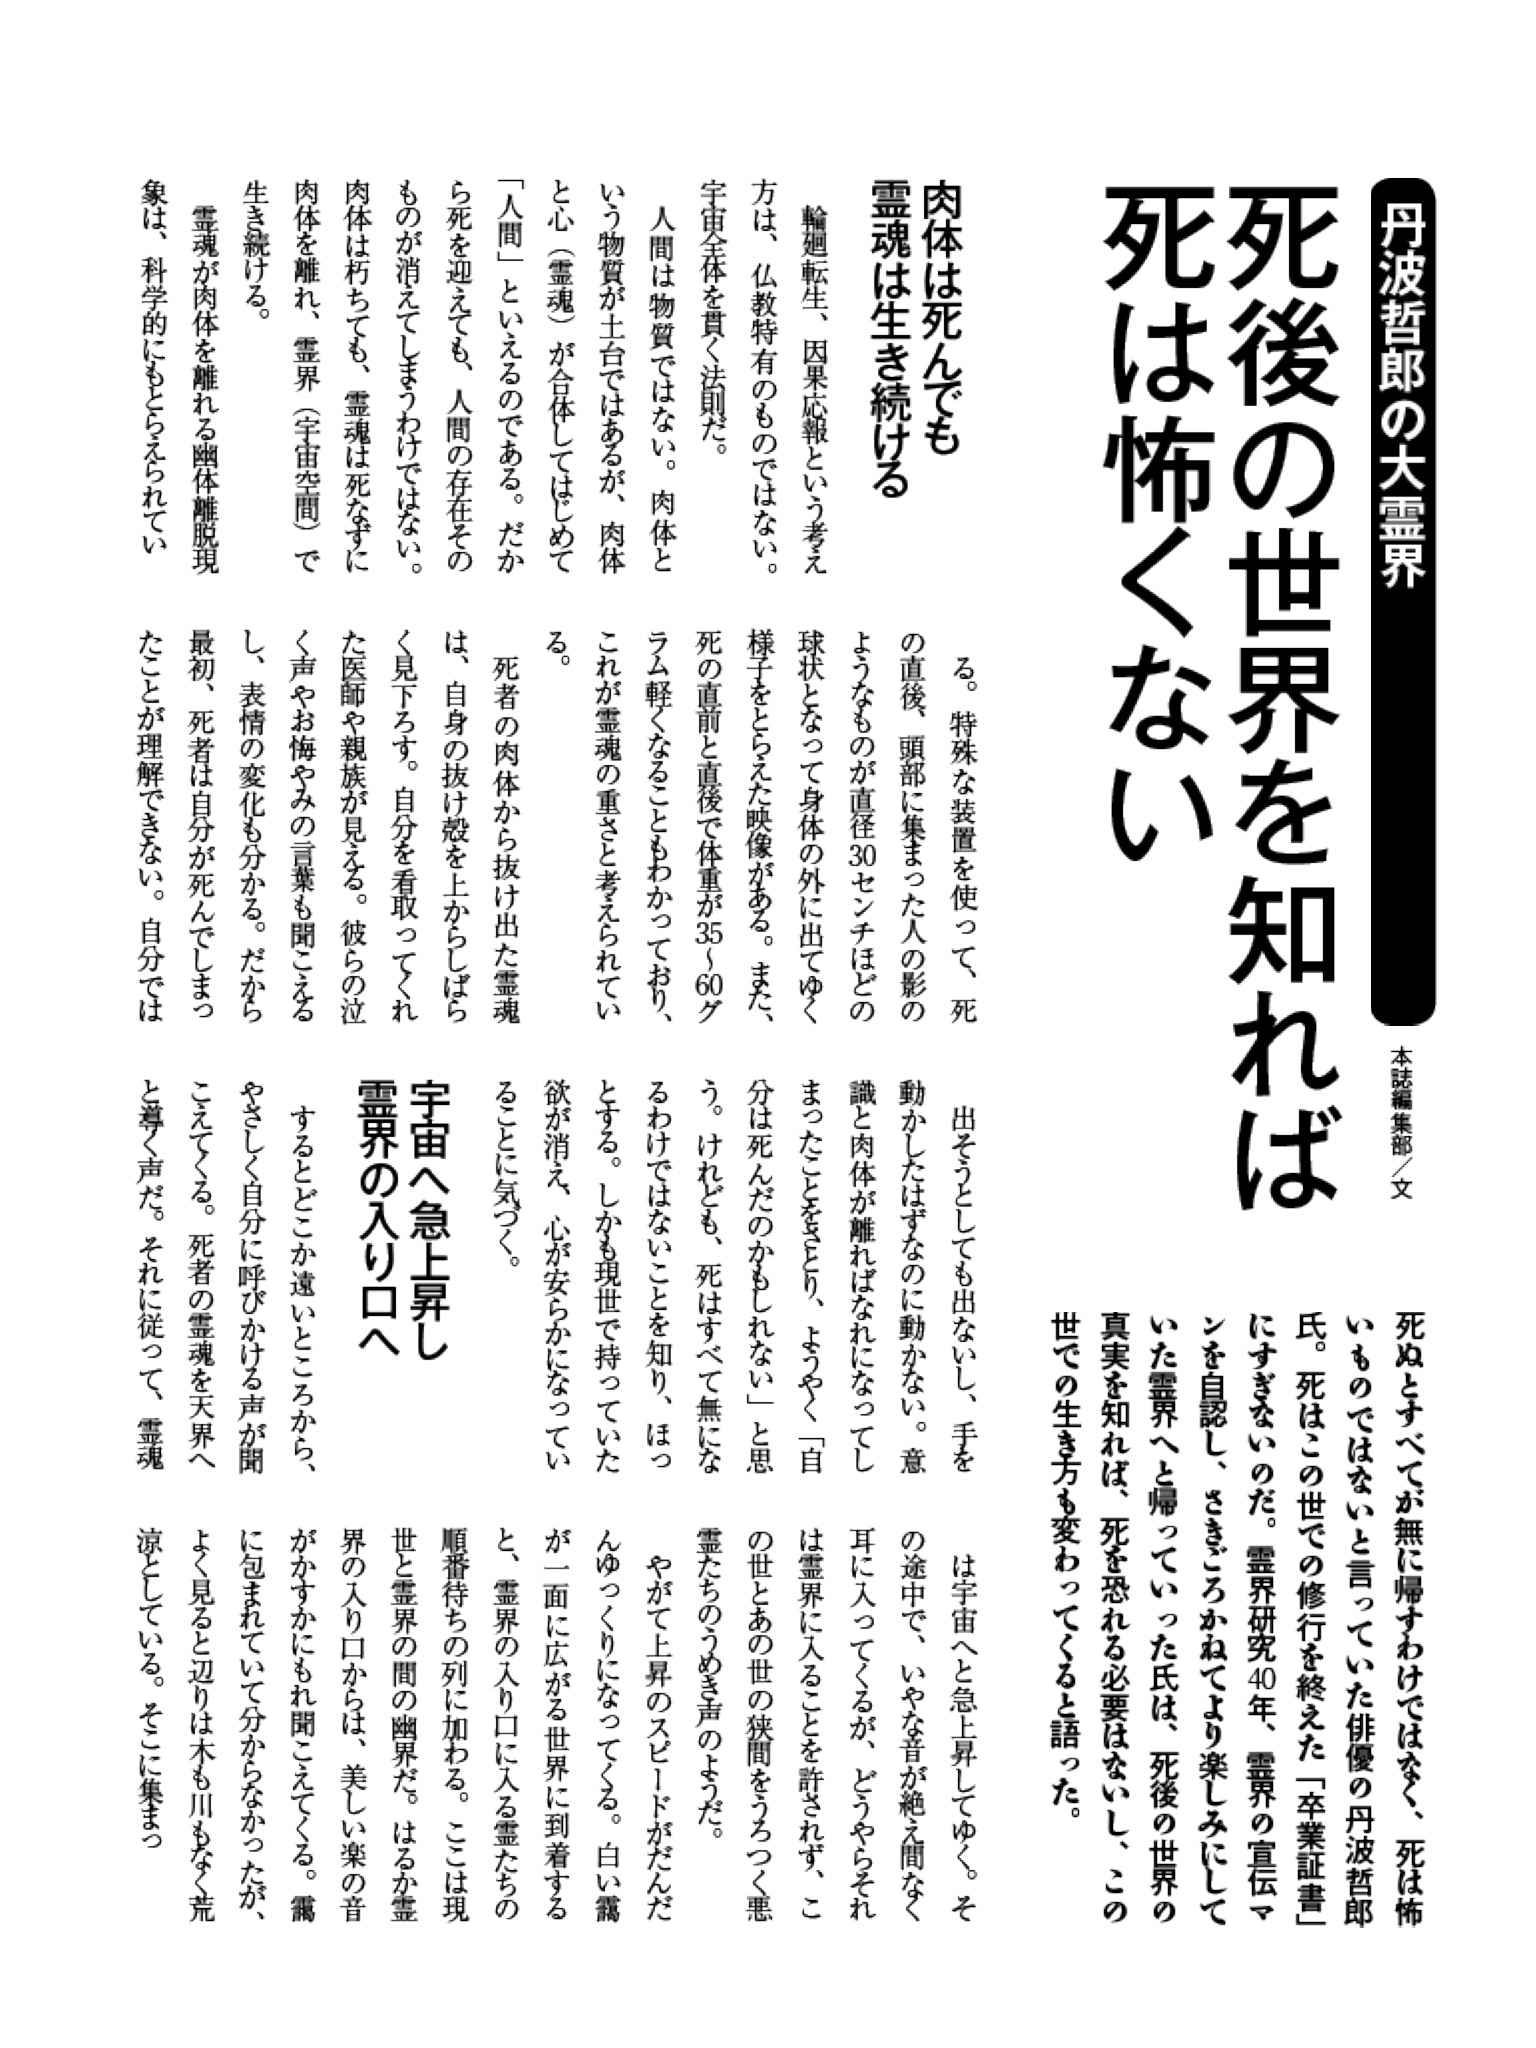 丹波哲郎の大霊界
本誌編集部／文
死後の世界を知れば
死は怖くない
死ぬとすべてが無に帰すわけではなく、死は怖
いものではないと言っていた俳優の丹波哲郎
氏。死はこの世での修行を終えた「卒業証書」
にすぎないのだ。霊界研究40年、霊界の宣伝マ
ンを自認し、さきごろかねてより楽しみにして
いた霊界へと帰っていった氏は、死後の世界の
真実を知れば、死を恐れる必要はないし、この
世での生き方も変わってくると語った。
肉体は死んでも
霊魂は生き続ける
輪廻転生、因果応報という考え
方は、仏教特有のものではない。
宇宙全体を貫く法則だ。
人間は物質ではない。肉体と
いう物質が土台ではあるが、肉体
と心（霊魂）が合体してはじめて
「人間」といえるのである。だか
ら死を迎えても、人間の存在その
ものが消えてしまうわけではない。
肉体は朽ちても、霊魂は死なずに
肉体を離れ、霊界（宇宙空間）で
生き続ける。
霊魂が肉体を離れる幽体離脱現
象は、科学的にもとらえられてい
る。特殊な装置を使って、死
の直後、頭部に集まった人の影の
ようなものが直径30センチほどの
球状となって身体の外に出てゆく
様子をとらえた映像がある。また、
死の直前と直後で体重が35〜60グ
ラム軽くなることもわかっており、
これが霊魂の重さと考えられてい
る。
死者の肉体から抜け出た霊魂
は、自身の抜け殻を上からしばら
く見下ろす。自分を看取ってくれ
た医師や親族が見える。彼らの泣
く声やお悔やみの言葉も聞こえる
し、表情の変化も分かる。だから
最初、死者は自分が死んでしまっ
たことが理解できない。自分では
出そうとしても出ないし、手を
動かしたはずなのに動かない。意
識と肉体が離ればなれになってし
まったことをさとり、ようやく「自
分は死んだのかもしれない」と思
う。けれども、死はすべて無にな
るわけではないことを知り、ほっ
とする。しかも現世で持っていた
欲が消え、心が安らかになってい
ることに気づく。
宇宙へ急上昇し
霊界の入り口へ
するとどこか遠いところから、
やさしく自分に呼びかける声が聞
こえてくる。死者の霊魂を天界へ
と導く声だ。それに従って、霊魂
は宇宙へと急上昇してゆく。そ
の途中で、いやな音が絶え間なく
耳に入ってくるが、どうやらそれ
は霊界に入ることを許されず、こ
の世とあの世の狭間をうろつく悪
霊たちのうめき声のようだ。
やがて上昇のスピードがだんだ
んゆっくりになってくる。白い靄
が一面に広がる世界に到着する
と、霊界の入り口に入る霊たちの
順番待ちの列に加わる。ここは現
世と霊界の間の幽界だ。はるか霊
界の入り口からは、美しい楽の音
がかすかにもれ聞こえてくる。靄
に包まれていて分からなかったが、
よく見ると辺りは木も川もなく荒
涼としている。そこに集まっ